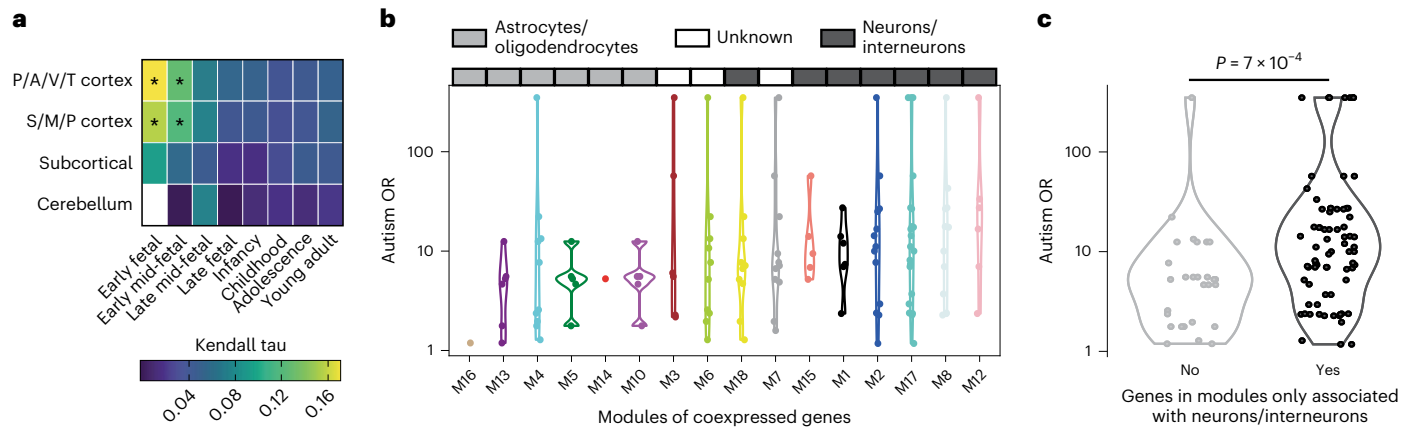 a
P/A/V/T cortex
* *
S/M/P cortex
* *
Subcortical
Cerebellum
Early fetal
Early mid-fetal
Late mid-fetal
Late fetal
Infancy
Childhood
Adolescence
Young adult
Kendall tau
0.04
0.08
0.12
0.16
b
Astrocytes/
oligodendrocytes
Unknown
Neurons/
interneurons
Autism OR
100
10
1
M16
M13
M4
M5
M14
M10
M3
M6
M18
M7
M15
M1
M2
M17
M8
M12
Modules of coexpressed genes
c
P = 7 × 10⁻⁴
Autism OR
100
10
1
No
Yes
Genes in modules only associated
with neurons/interneurons